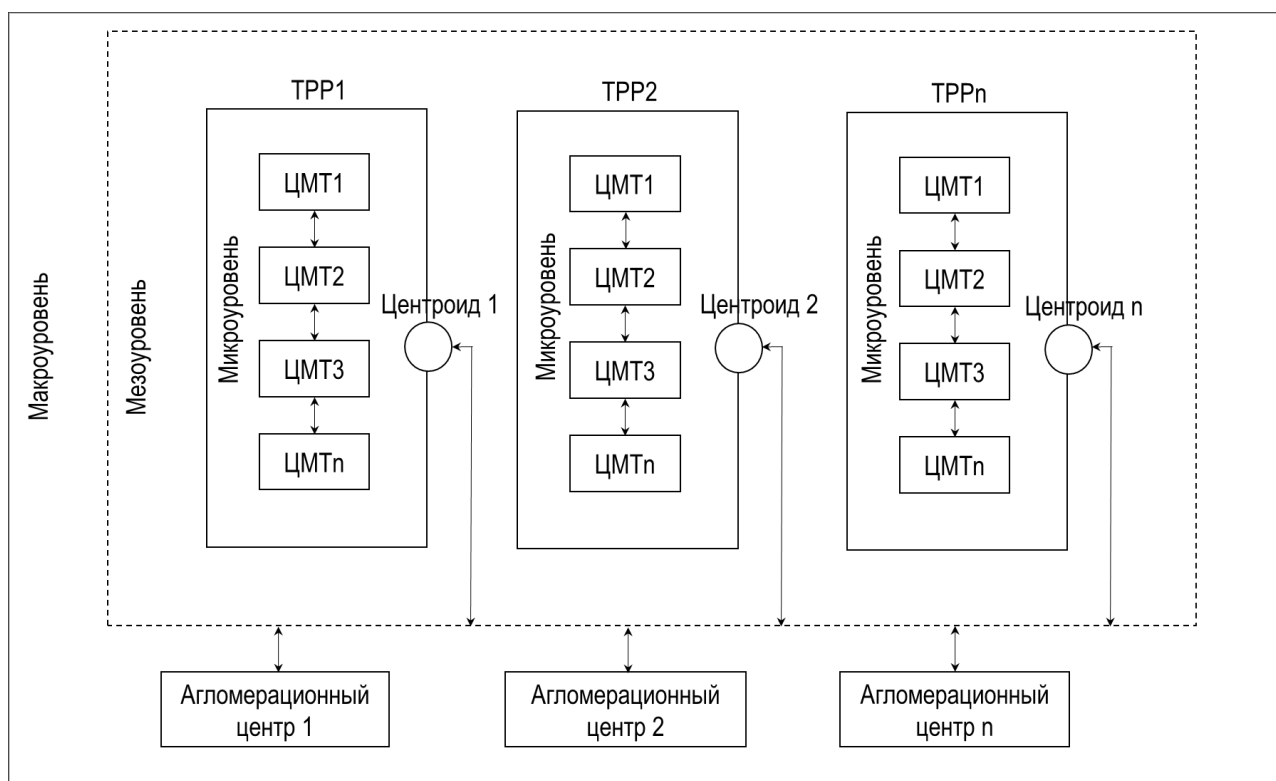 ТРР1
ТРР2
ТРРn
ЦМТ1
ЦМТ2
ЦМТ3
ЦМТn
Микроуровень
Центроид 1
ЦМТ1
ЦМТ2
ЦМТ3
ЦМТn
Микроуровень
Центроид 2
ЦМТ1
ЦМТ2
ЦМТ3
ЦМТn
Микроуровень
Центроид n
Макроуровень
Мезоуровень
Агломерационный
центр 1
Агломерационный
центр 2
Агломерационный
центр n